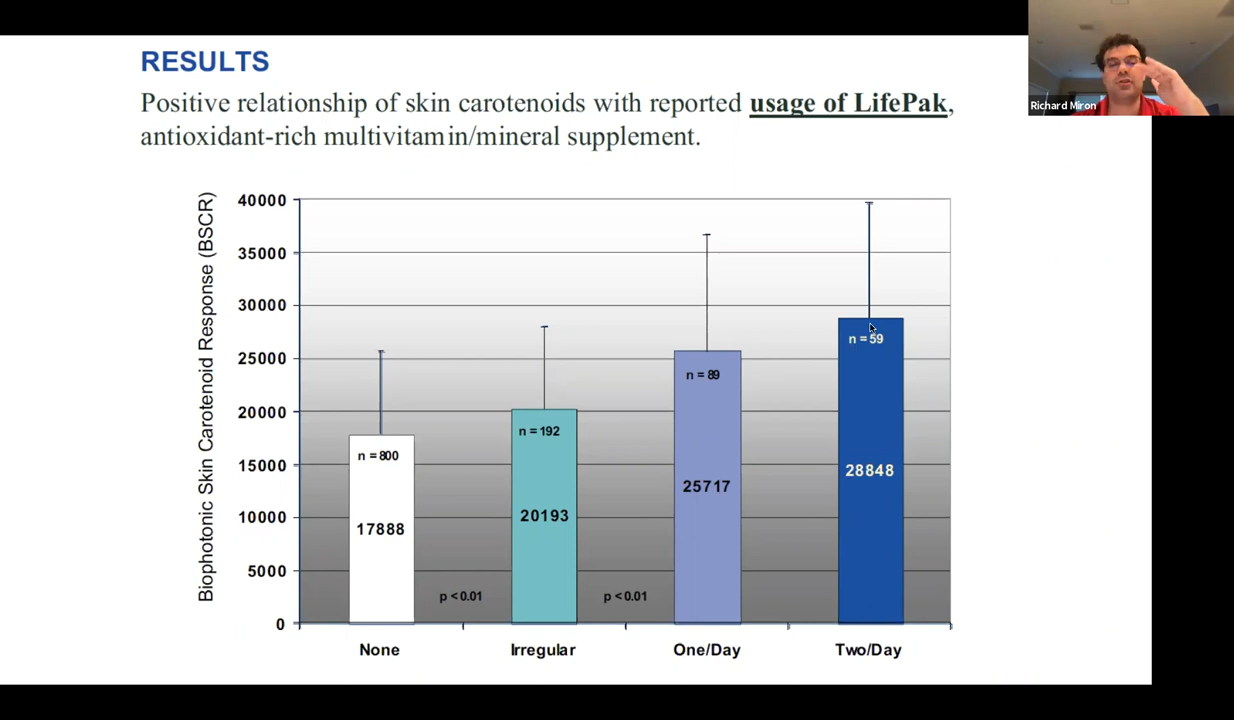 RESULTS
Positive relationship of skin carotenoids with reported usage of LifePak,
antioxidant-rich multivitamin/mineral supplement.
Richard Miron
Biophotonic Skin Carotenoid Response (BSCR)
40000
35000
30000
25000
20000
15000
10000
5000
0
n = 800
17888
n = 192
20193
n = 89
25717
n = 59
28848
p < 0.01
p < 0.01
None
Irregular
One/Day
Two/Day